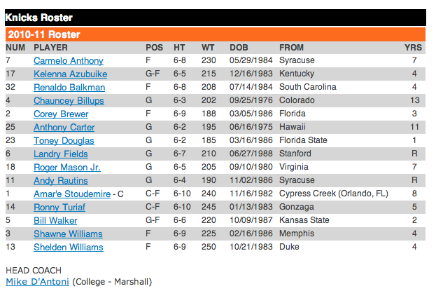 Knicks Roster
2010-11 Roster
NUM PLAYER POS HT WT DOB FROM YRS
7 Carmelo Anthony F 6-8 230 05/29/1984 Syracuse 7
17 Kelenna Azubuike G-F 6-5 215 12/16/1983 Kentucky 4
32 Renaldo Balkman F 6-8 208 07/14/1984 South Carolina 4
4 Chauncey Billups G 6-3 202 09/25/1976 Colorado 13
2 Corey Brewer F 6-9 188 03/05/1986 Florida 3
25 Anthony Carter G 6-2 195 06/16/1975 Hawaii 11
23 Toney Douglas G 6-2 185 03/16/1986 Florida State 1
6 Landry Fields G 6-7 210 06/27/1988 Stanford R
18 Roger Mason Jr. G 6-5 205 09/10/1980 Virginia 7
11 Andy Rautins G 6-4 190 11/02/1986 Syracuse R
1 Amar'e Stoudemire - C C-F 6-10 240 11/16/1982 Cypress Creek (Orlando, FL) 8
14 Ronny Turiaf C-F 6-10 245 01/13/1983 Gonzaga 5
5 Bill Walker G-F 6-6 220 10/09/1987 Kansas State 2
3 Shawne Williams F 6-9 225 02/16/1986 Memphis 4
13 Shelden Williams F 6-9 250 10/21/1983 Duke 4
HEAD COACH
Mike D'Antoni (College - Marshall)